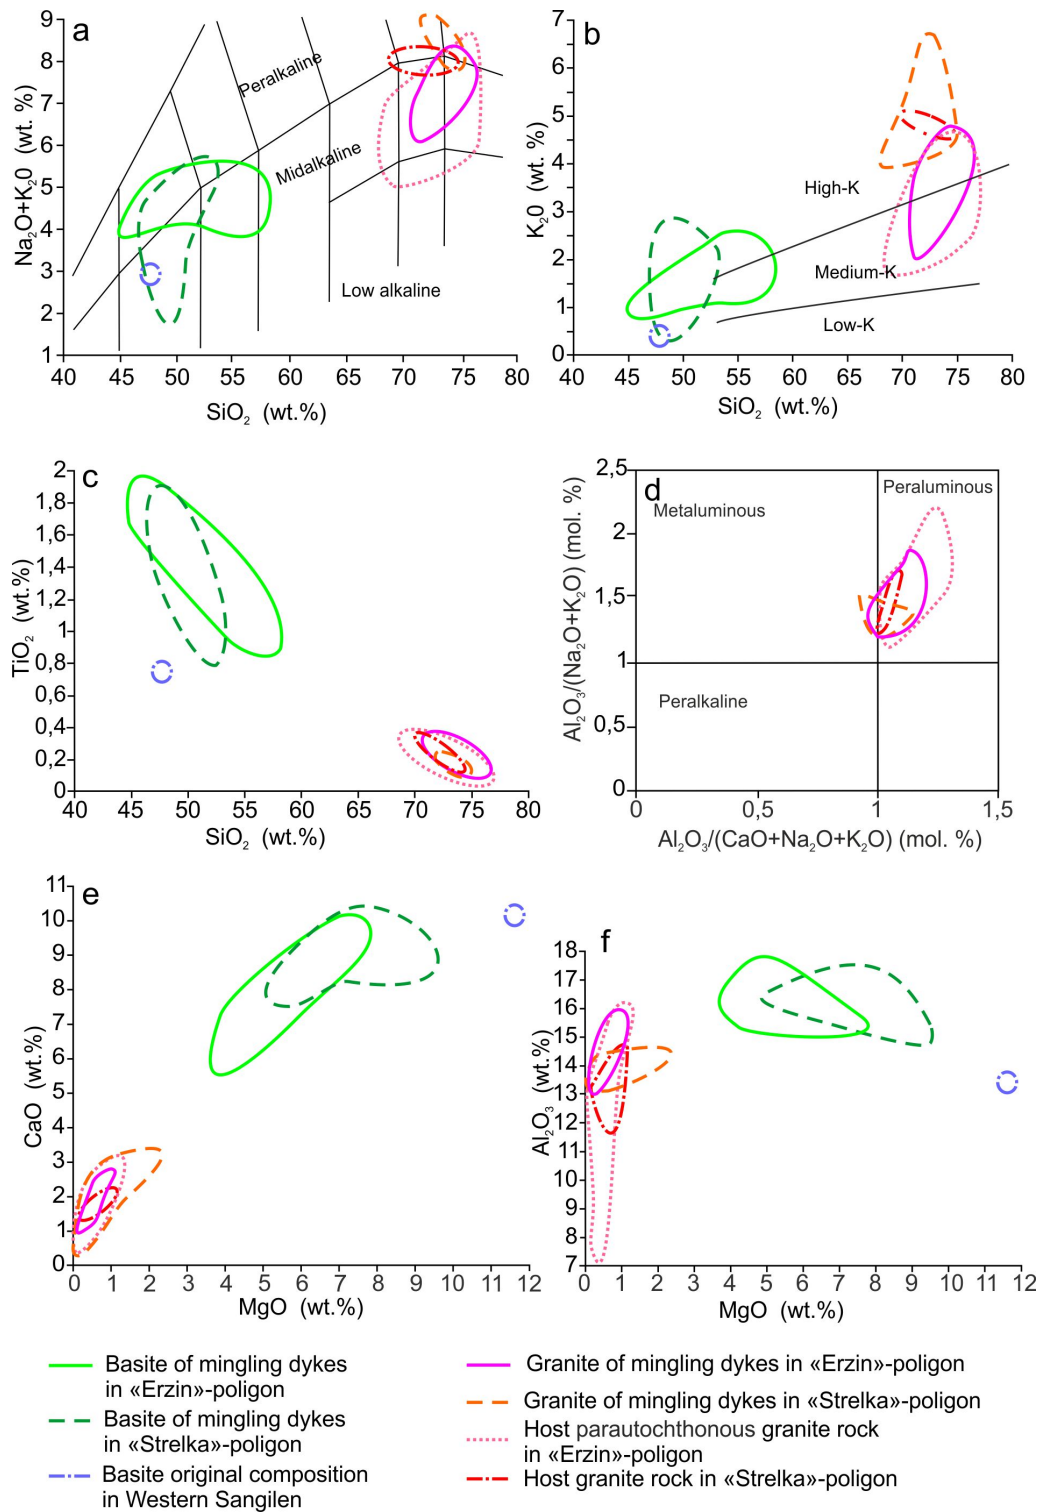 a
9
8
7
6
5
4
3
2
1
Na₂O+K₂0 (wt. %)
Peralkaline
Midalkaline
Low alkaline
40 45 50 55 60 65 70 75 80
SiO₂ (wt.%)
b
7
6
5
4
3
2
1
0
K₂0 (wt. %)
High-K
Medium-K
Low-K
40 45 50 55 60 65 70 75 80
SiO₂ (wt.%)
c
2
1,8
1,6
1,4
1,2
1
0,8
0,6
0,4
0,2
0
TiO₂ (wt.%)
40 45 50 55 60 65 70 75 80
SiO₂ (wt.%)
d
2,5
2
1,5
1
0,5
0
Al₂O₃/(Na₂O+K₂O) (mol. %)
Metaluminous
Peraluminous
Peralkaline
0 0,5 1 1,5
Al₂O₃/(CaO+Na₂O+K₂O) (mol. %)
e
11
10
9
8
7
6
5
4
3
2
1
0
CaO (wt.%)
0 1 2 3 4 5 6 7 8 9 10 11 12
MgO (wt.%)
f
18
17
16
15
14
13
12
11
10
9
8
7
Al₂O₃ (wt.%)
0 1 2 3 4 5 6 7 8 9 10 11 12
MgO (wt.%)
Basite of mingling dykes
in «Erzin»-poligon
Basite of mingling dykes
in «Strelka»-poligon
Basite original composition
in Western Sangilen
Granite of mingling dykes in «Erzin»-poligon
Granite of mingling dykes in «Strelka»-poligon
Host parautochthonous granite rock
in «Erzin»-poligon
Host granite rock in «Strelka»-poligon